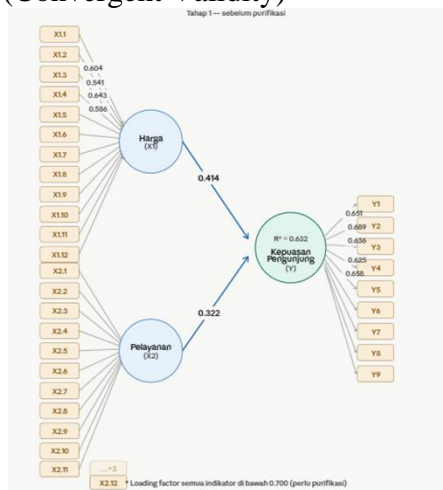 (Convergent Validity)
Tahap 1 — sebelum purifikasi
X1.1
X1.2
X1.3
X1.4
X1.5
X1.6
X1.7
X1.8
X1.9
X1.10
X1.11
X1.12
0.604
0.541
0.643
0.586
Harga
(X1)
0.414
X2.1
X2.2
X2.3
X2.4
X2.5
X2.6
X2.7
X2.8
X2.9
X2.10
X2.11
...+3
X2.12
Pelayanan
(X2)
0.322
R² = 0.632
Kepuasan
Pengunjung
(Y)
0.651
0.689
0.636
0.625
0.658
Y1
Y2
Y3
Y4
Y5
Y6
Y7
Y8
Y9
* Loading factor semua indikator di bawah 0.700 (perlu purifikasi)